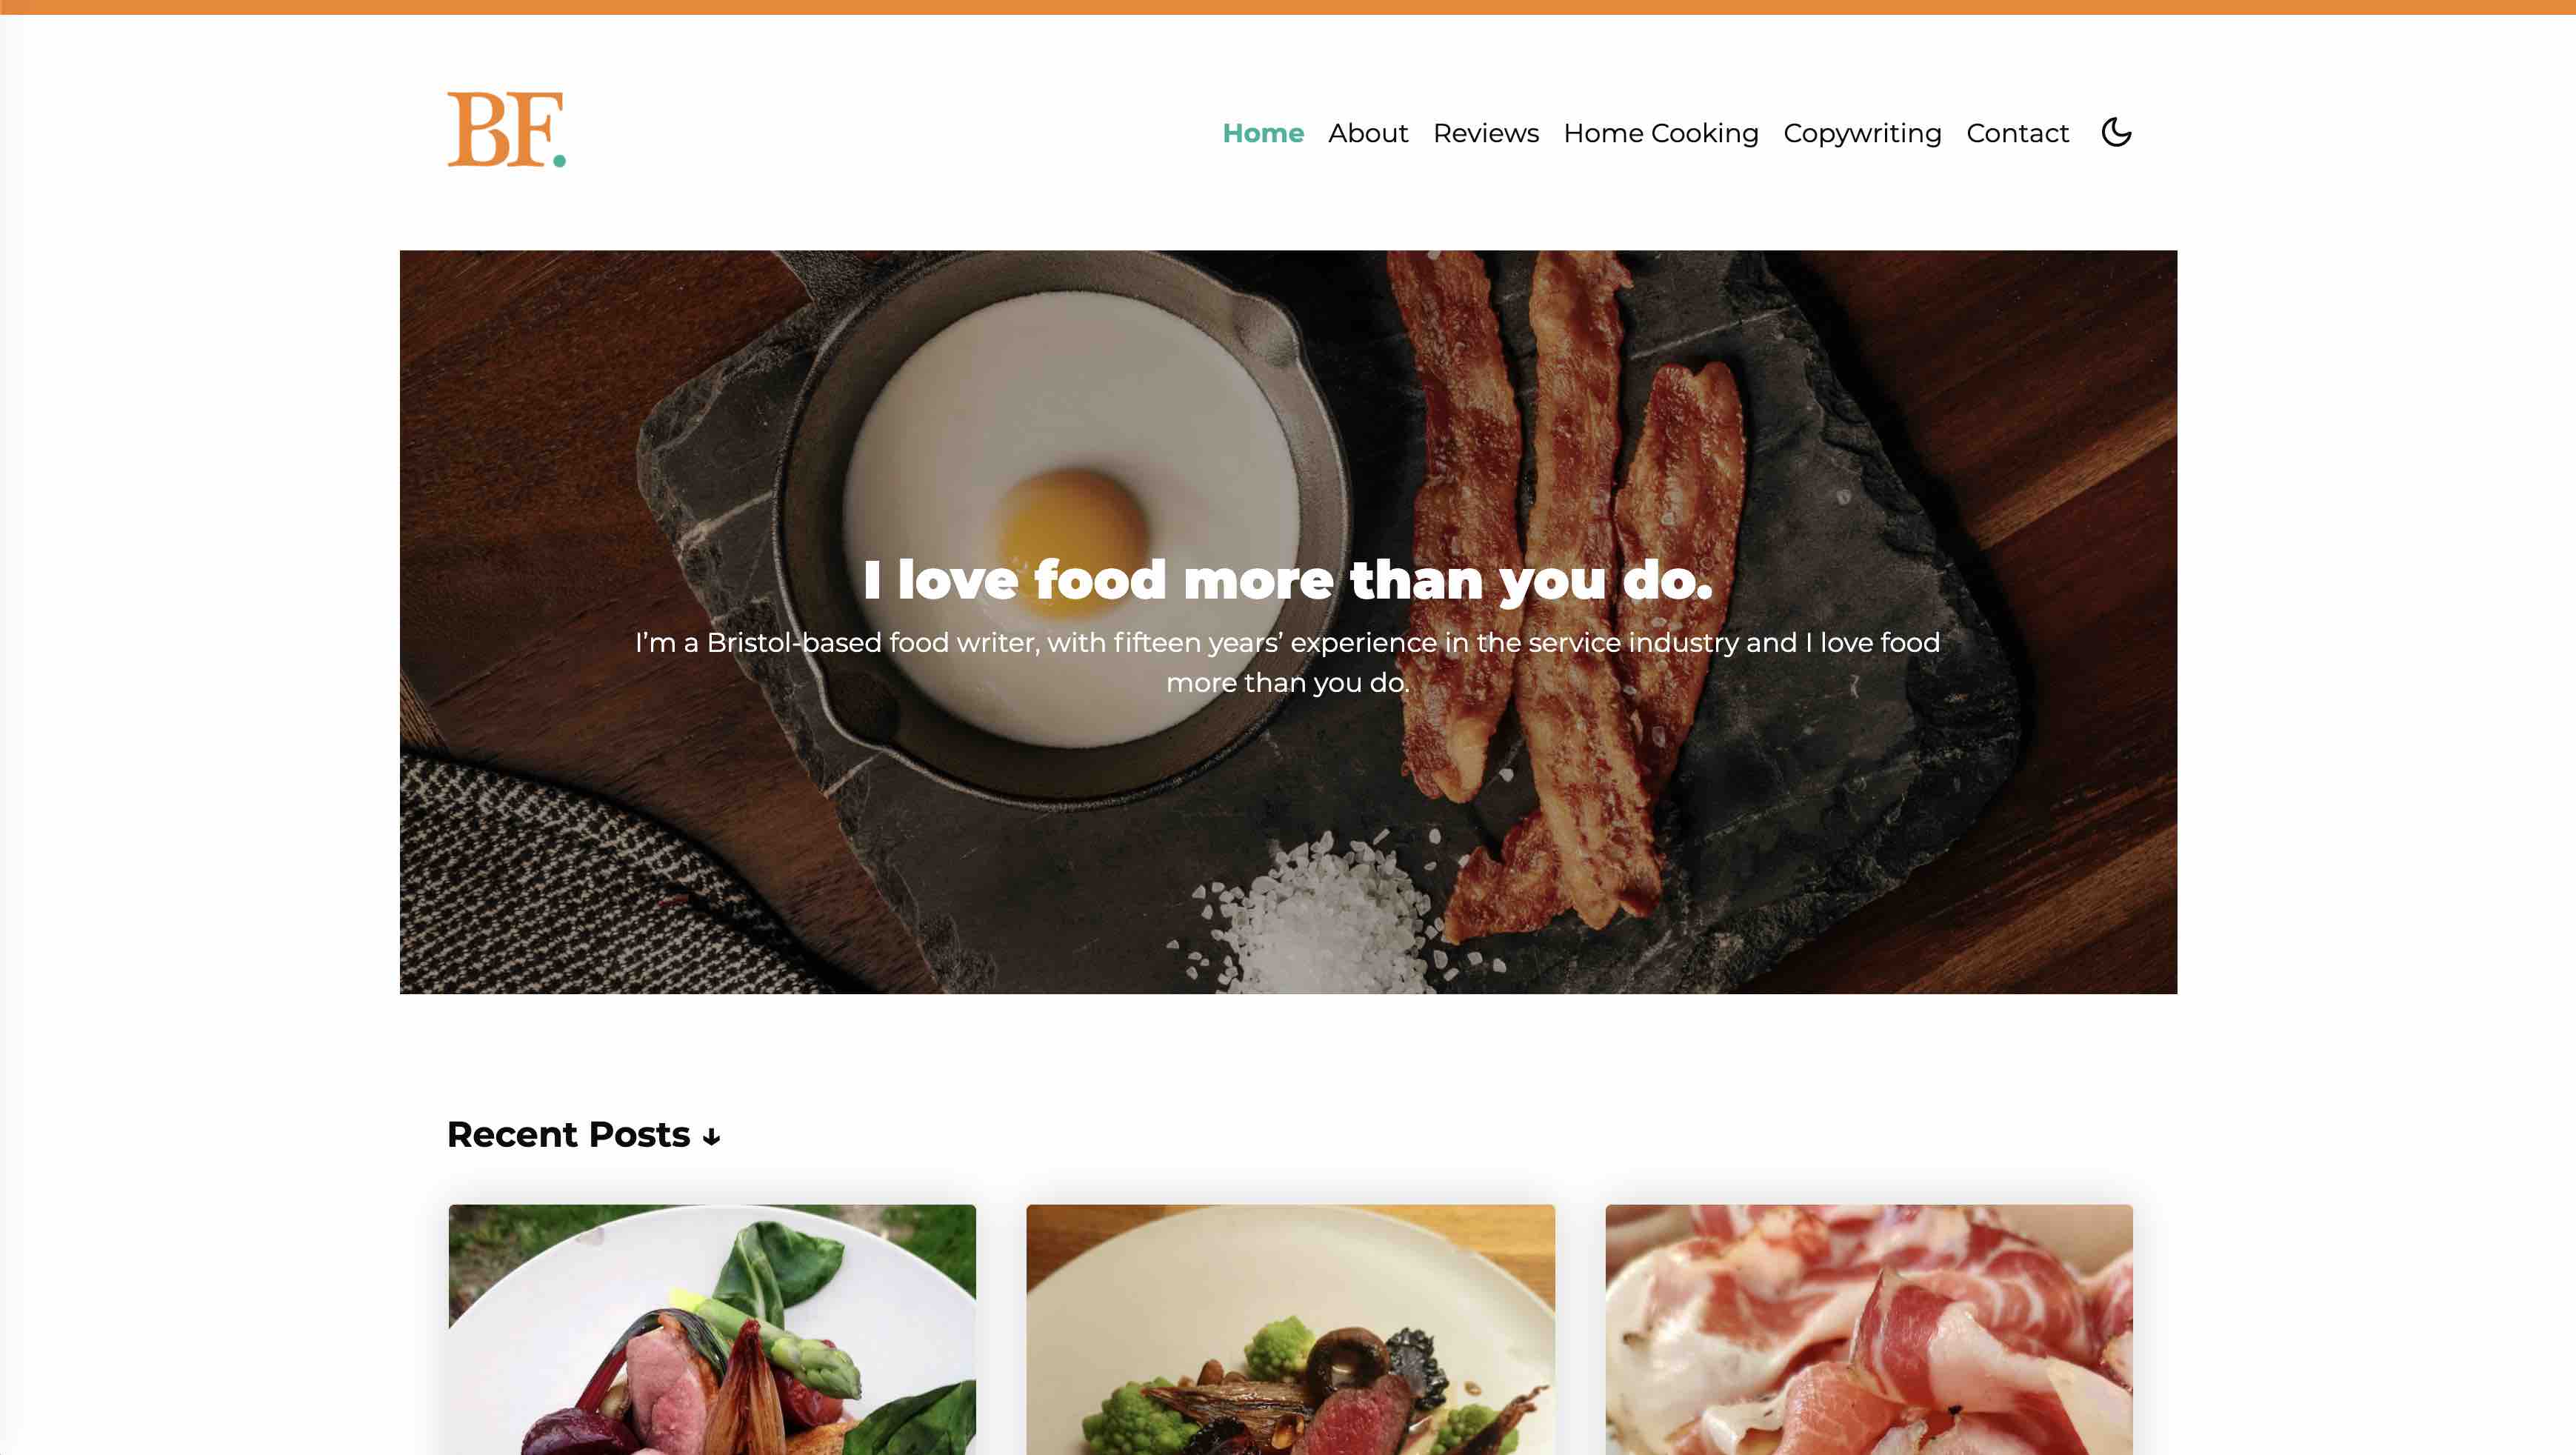 BF.
Home About Reviews Home Cooking Copywriting Contact
I love food more than you do.
I’m a Bristol-based food writer, with fifteen years’ experience in the service industry and I love food
more than you do.
Recent Posts ↓